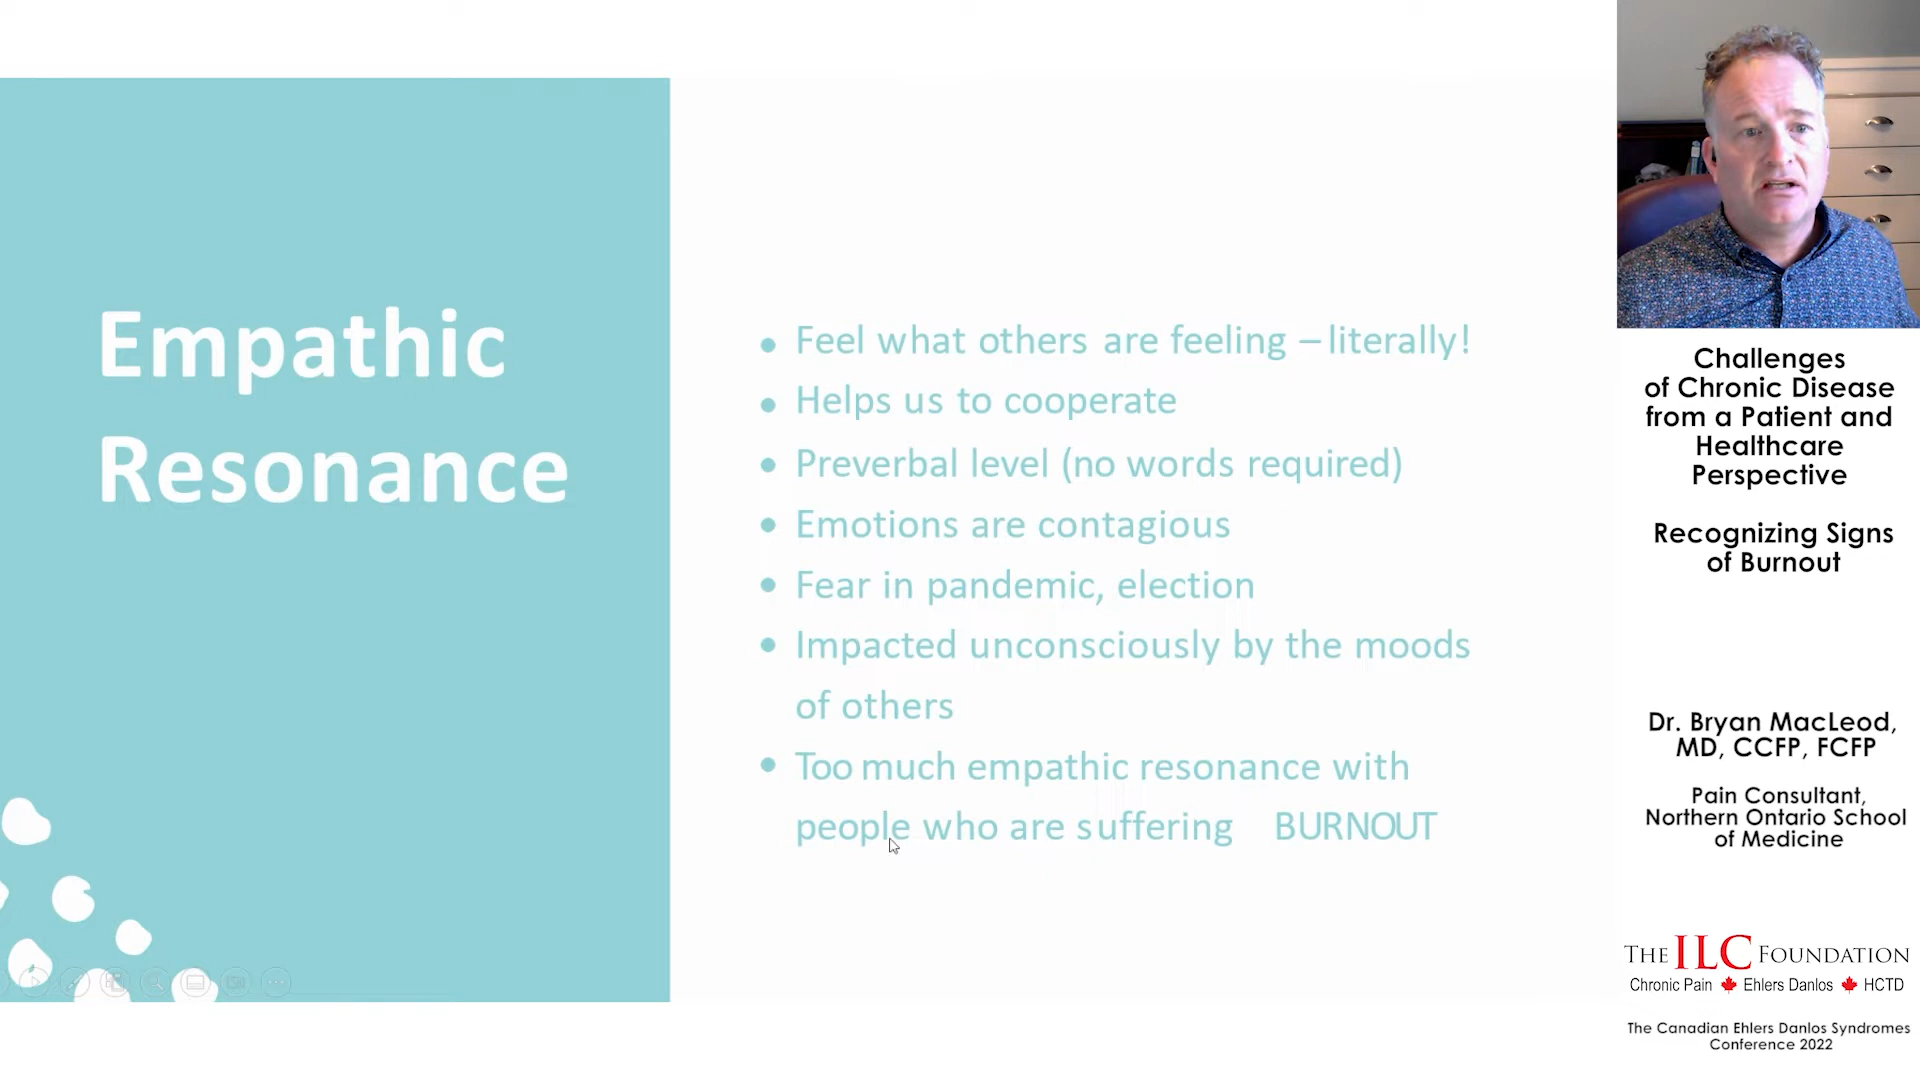 Empathic
Resonance
• Feel what others are feeling – literally!
• Helps us to cooperate
• Preverbal level (no words required)
• Emotions are contagious
• Fear in pandemic, election
• Impacted unconsciously by the moods
of others
• Too much empathic resonance with
people who are suffering BURNOUT
Challenges
of Chronic Disease
from a Patient and
Healthcare
Perspective
Recognizing Signs
of Burnout
Dr. Bryan MacLeod,
MD, CCFP, FCFP
Pain Consultant,
Northern Ontario School
of Medicine
THE ILC FOUNDATION
Chronic Pain Ehlers Danlos HCTD
The Canadian Ehlers Danlos Syndromes
Conference 2022